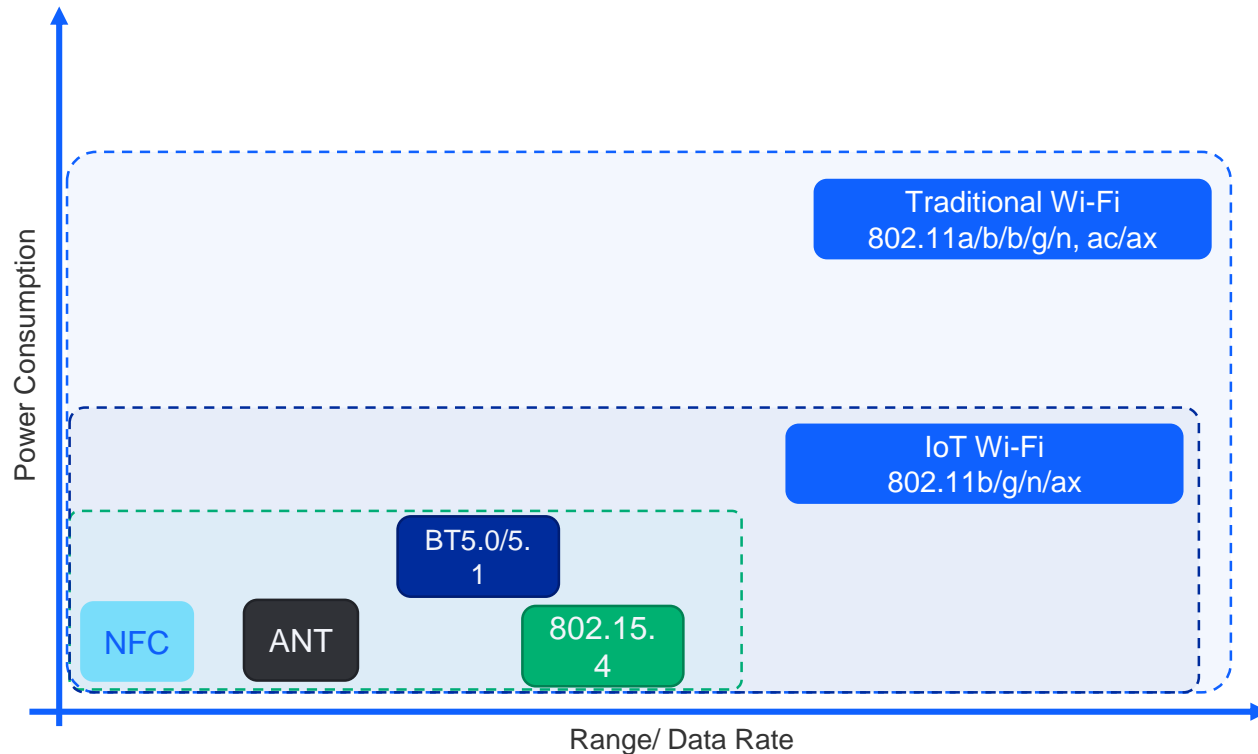 Power Consumption
Traditional Wi-Fi
802.11a/b/b/g/n, ac/ax
IoT Wi-Fi
802.11b/g/n/ax
BT5.0/5.
1
NFC
ANT
802.15.
4
Range/ Data Rate